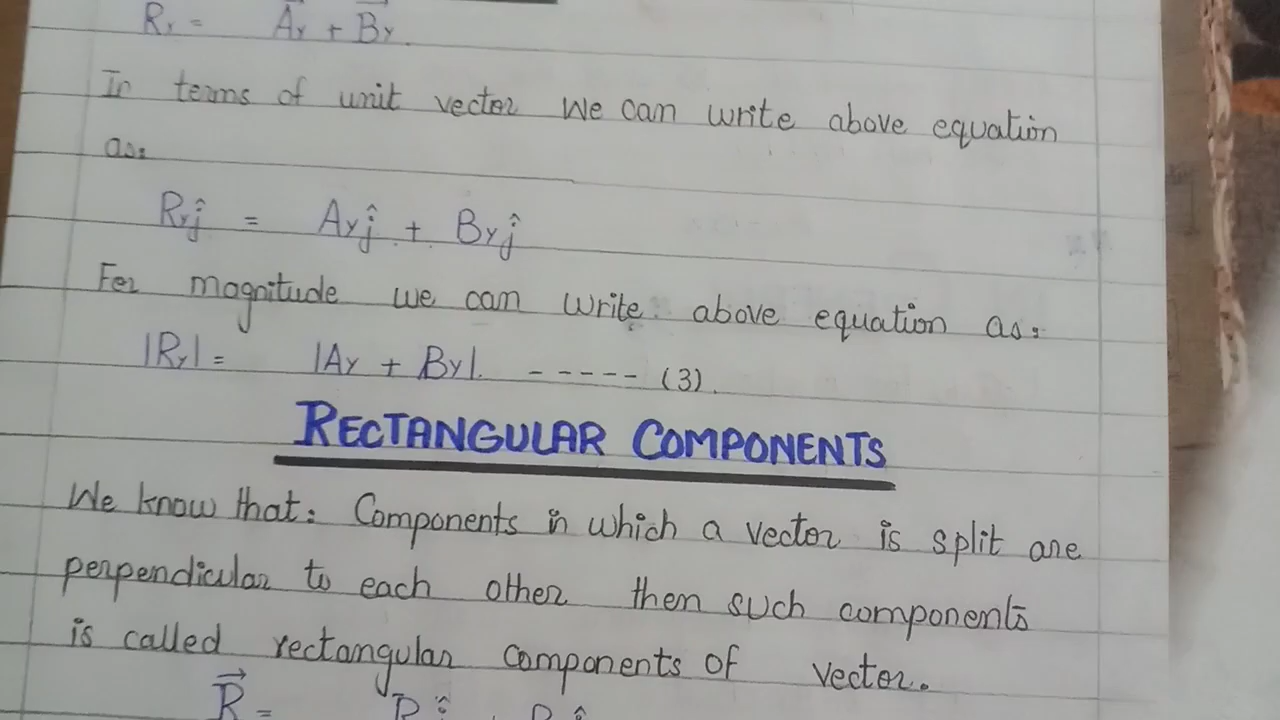 Ry = A⃗y + B⃗y.
In terms of unit vector we can write above equation
as:
Ryĵ = Ayĵ + Byĵ
For magnitude we can write above equation as:
|Ry| = |Ay + By|. ----- (3).
RECTANGULAR COMPONENTS
We know that: Components in which a vector is split are
perpendicular to each other then such components
is called rectangular components of vector.
R⃗ =